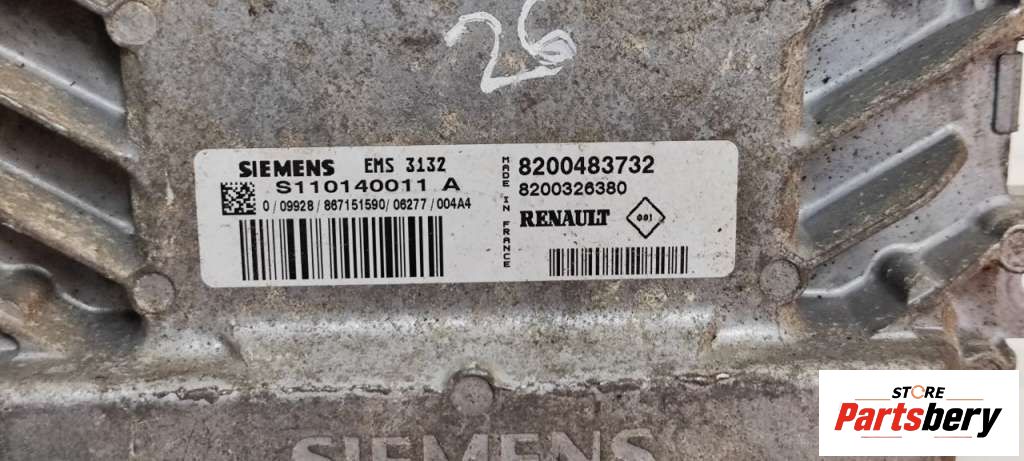 26
SIEMENS EMS 3132
S110140011 A
0 / 09928 / 867151590/ 06277 / 004A4
MADE IN FRANCE
8200483732
8200326380
RENAULT 001
SIEMENS
STORE
Partsbery